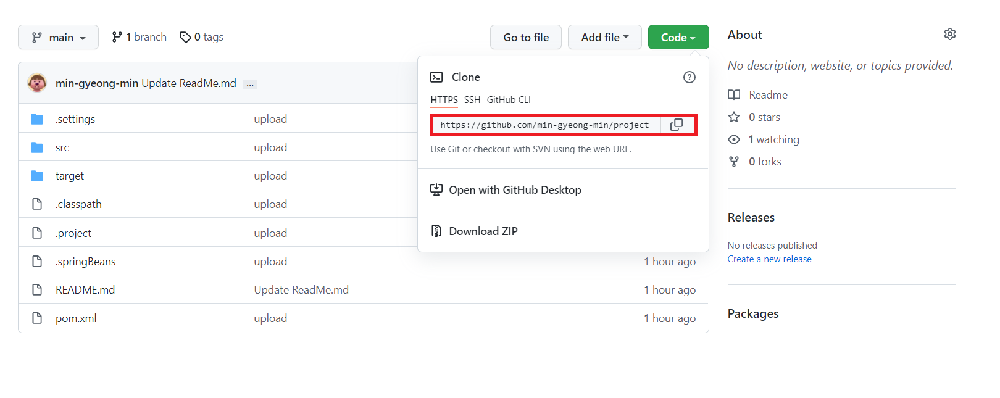 main
1 branch
0 tags
Go to file
Add file
Code
min-gyeong-min Update ReadMe.md ...
.settings upload
src upload
target upload
.classpath upload
.project upload
.springBeans upload 1 hour ago
README.md Update ReadMe.md 1 hour ago
pom.xml upload 1 hour ago
Clone
HTTPS SSH GitHub CLI
https://github.com/min-gyeong-min/project
Use Git or checkout with SVN using the web URL.
Open with GitHub Desktop
Download ZIP
About
No description, website, or topics provided.
Readme
0 stars
1 watching
0 forks
Releases
No releases published
Create a new release
Packages